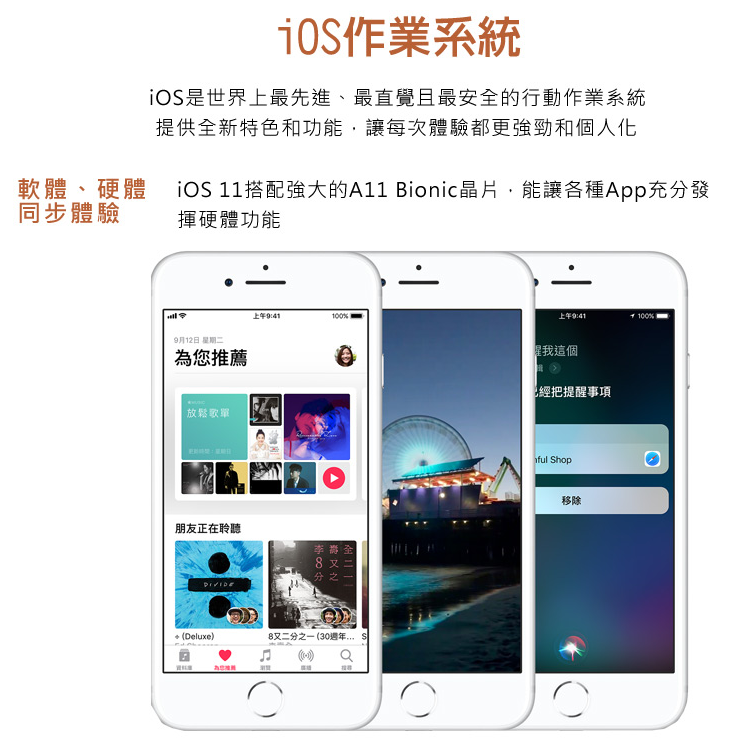 iOS作業系統
iOS是世界上最先進、最直覺且最安全的行動作業系統
提供全新特色和功能，讓每次體驗都更強勁和個人化
軟體、硬體
同步體驗
iOS 11搭配強大的A11 Bionic晶片，能讓各種App充分發
揮硬體功能
上午9:41
100%
9月12日 星期二
為您推薦
放鬆歌單
朋友正在聆聽
DIVIDE
李壽全
8又二
分之一
÷ (Deluxe)
8又二分之一 (30週年...
資料庫
為您推薦
瀏覽
廣播
搜尋
上午9:41
100%
醒我這個
輯
已經把提醒事項
nful Shop
移除